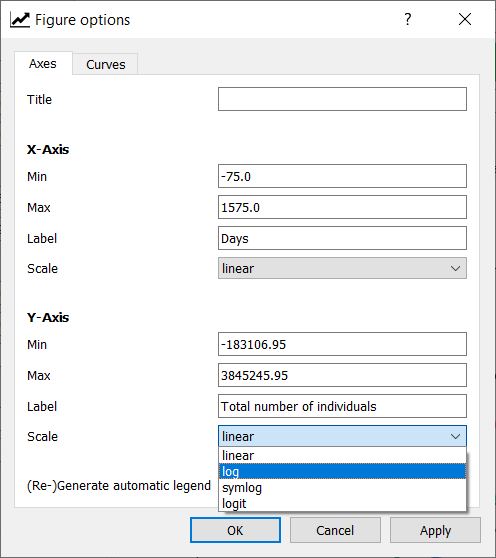 Figure options
?
Axes Curves
Title
X-Axis
Min -75.0
Max 1575.0
Label Days
Scale linear
Y-Axis
Min -183106.95
Max 3845245.95
Label Total number of individuals
Scale linear
linear
log
symlog
(Re-)Generate automatic legend
logit
OK Cancel Apply